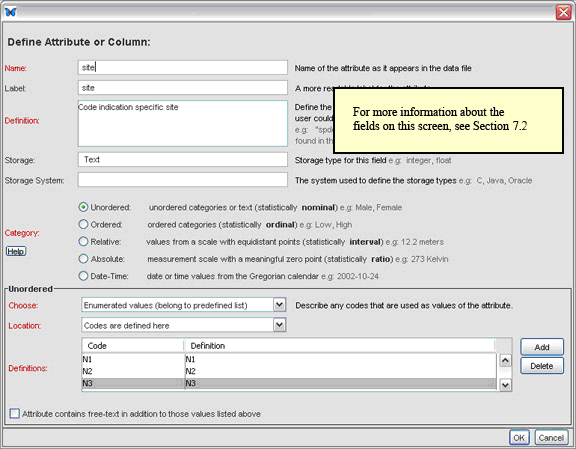 Define Attribute or Column:
Name: site Name of the attribute as it appears in the data file
Label: site A more
Definition: Code indication specific site Define the
user could
e.g: "spd
found in th
For more information about the
fields on this screen, see Section 7.2
Storage: Text Storage type for this field e.g: integer, float
Storage System: The system used to define the storage types e.g: C, Java, Oracle
Category:
Help
Unordered: unordered categories or text (statistically nominal) e.g: Male, Female
Ordered: ordered categories (statistically ordinal) e.g: Low, High
Relative: values from a scale with equidistant points (statistically interval) e.g: 12.2 meters
Absolute: measurement scale with a meaningful zero point (statistically ratio) e.g: 273 Kelvin
Date-Time: date or time values from the Gregorian calendar e.g: 2002-10-24
Unordered
Choose: Enumerated values (belong to predefined list) Describe any codes that are used as values of the attribute.
Location: Codes are defined here
Definitions:
Code Definition
N1 N1
N2 N2
N3 N3
Add
Delete
Attribute contains free-text in addition to those values listed above
OK Cancel